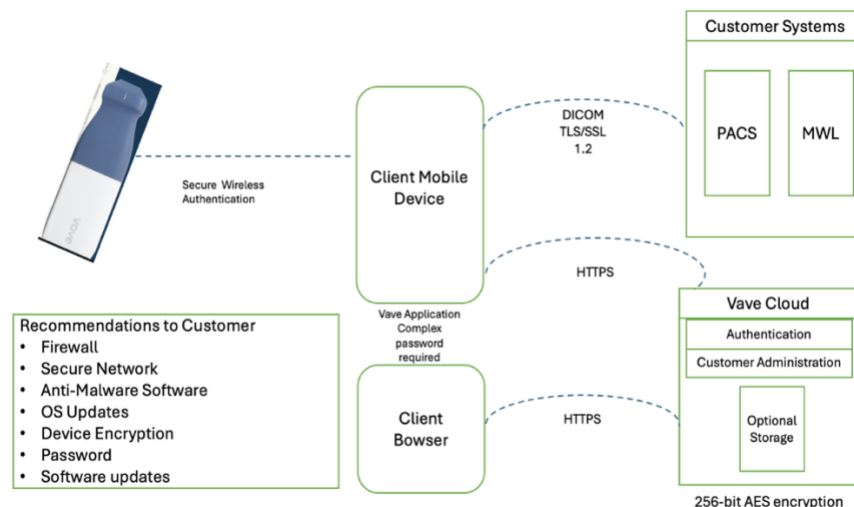 Customer Systems
PACS
MWL
DICOM
TLS/SSL
1.2
Client Mobile
Device
Secure Wireless
Authentication
vave
HTTPS
Vave Cloud
Authentication
Customer Administration
Optional
Storage
256-bit AES encryption
Vave Application
Complex
password
required
Client
Bowser
HTTPS
Recommendations to Customer
• Firewall
• Secure Network
• Anti-Malware Software
• OS Updates
• Device Encryption
• Password
• Software updates